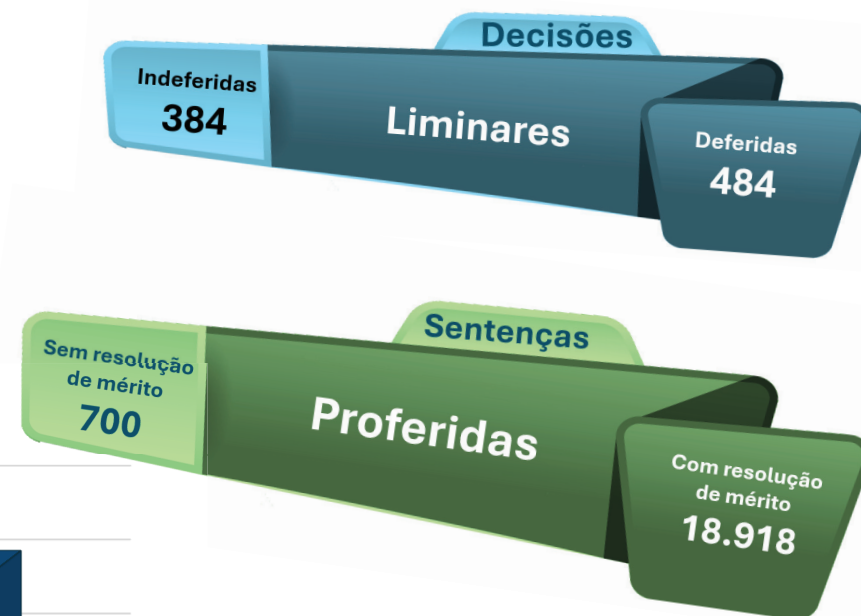 Decisões
Indeferidas
384
Liminares
Deferidas
484
Sentenças
Sem resolução
de mérito
700
Proferidas
Com resolução
de mérito
18.918